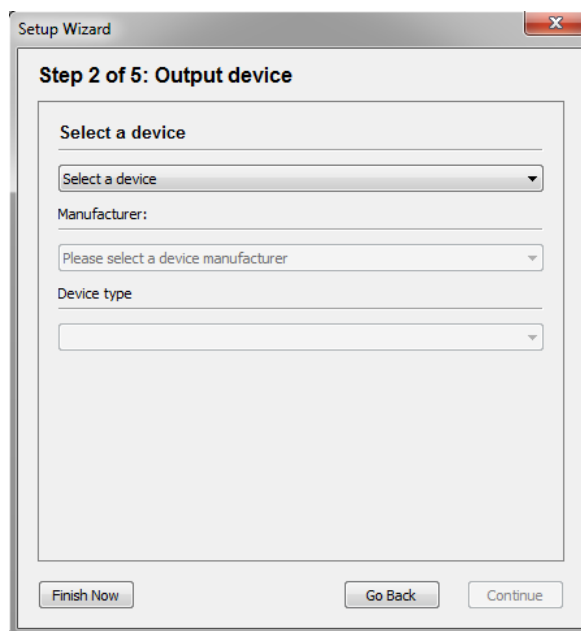 Setup Wizard
Step 2 of 5: Output device
Select a device
Select a device
Manufacturer:
Please select a device manufacturer
Device type
Finish Now Go Back Continue